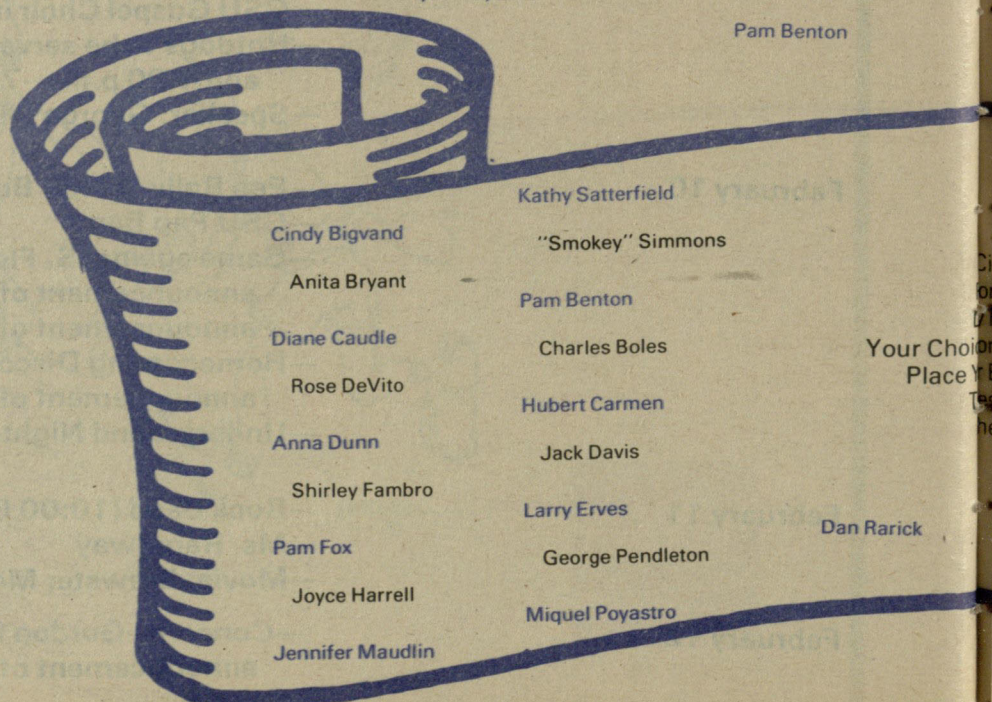 Pam Benton
Cindy Bigvand
Anita Bryant
Diane Caudle
Rose DeVito
Anna Dunn
Shirley Fambro
Pam Fox
Joyce Harrell
Jennifer Maudlin
Kathy Satterfield
"Smokey" Simmons
Pam Benton
Charles Boles
Hubert Carmen
Jack Davis
Larry Erves
George Pendleton
Miquel Poyastro
Dan Rarick
Your
Place